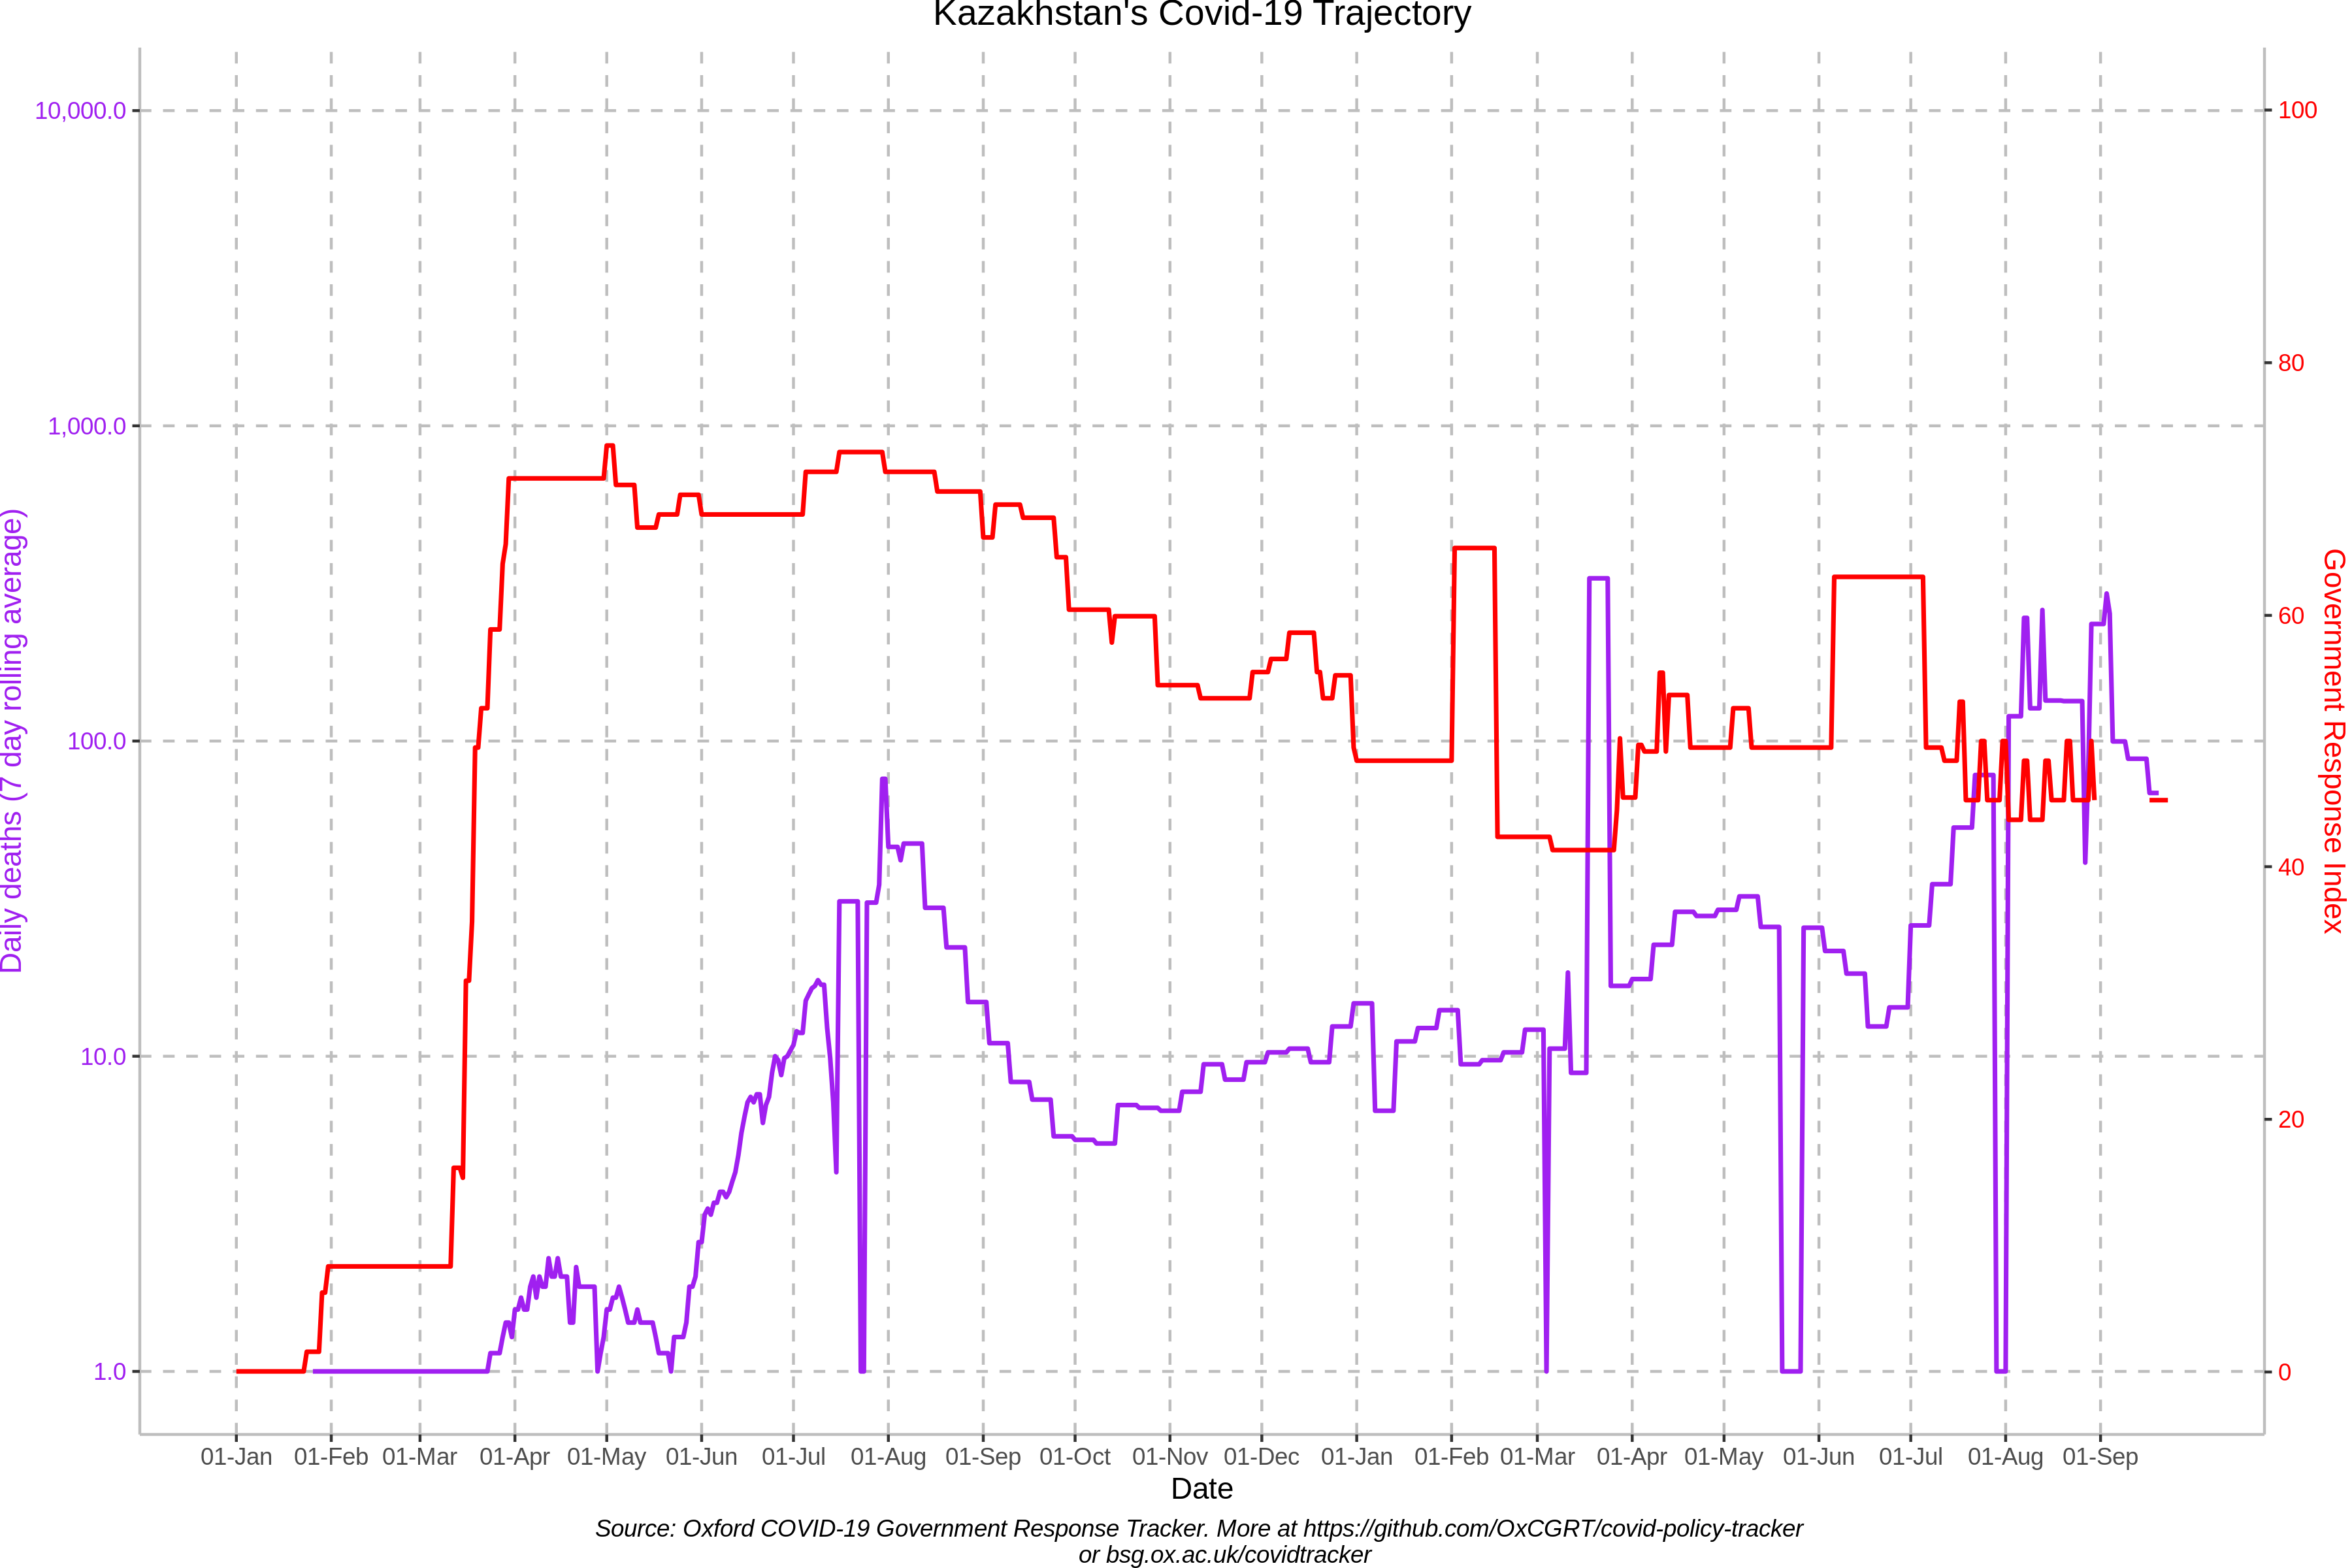 Kazakhstan's Covid-19 Trajectory
10,000.0
1,000.0
100.0
10.0
1.0
Daily deaths (7 day rolling average)
100
80
60
40
20
0
Government Response Index
01-Jan 01-Feb 01-Mar 01-Apr 01-May 01-Jun 01-Jul 01-Aug 01-Sep 01-Oct 01-Nov 01-Dec 01-Jan 01-Feb 01-Mar 01-Apr 01-May 01-Jun 01-Jul 01-Aug 01-Sep
Date
Source: Oxford COVID-19 Government Response Tracker. More at https://github.com/OxCGRT/covid-policy-tracker
or bsg.ox.ac.uk/covidtracker